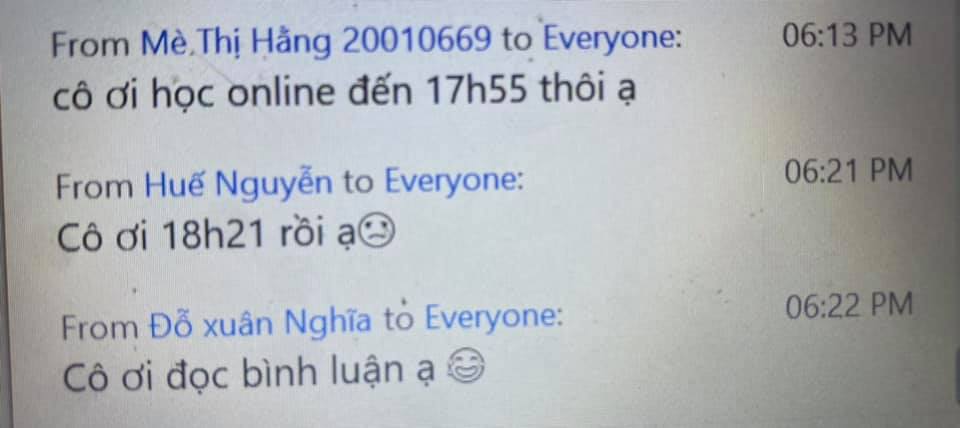 From Mè Thị Hằng 20010669 to Everyone: 06:13 PM
cô ơi học online đến 17h55 thôi ạ
From Huế Nguyễn to Everyone: 06:21 PM
Cô ơi 18h21 rồi ạ☹
From Đỗ xuân Nghĩa to Everyone: 06:22 PM
Cô ơi đọc bình luận ạ 😄